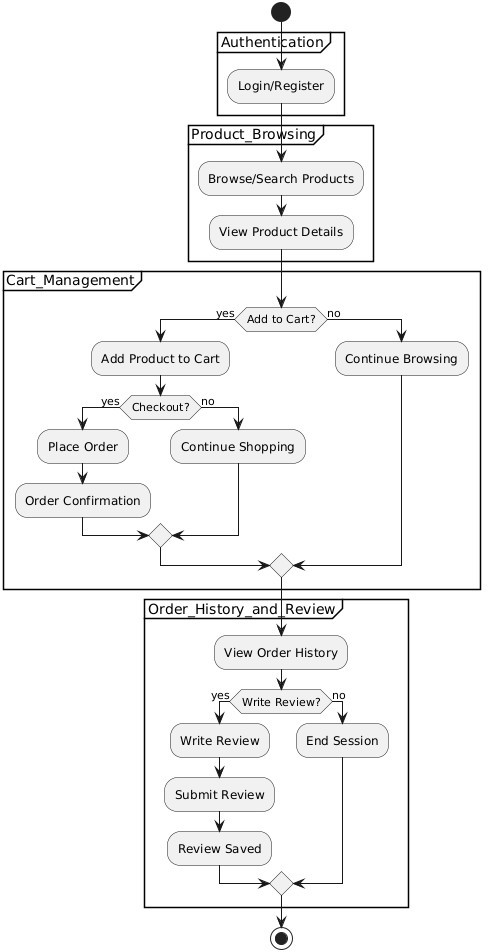 Authentication
Login/Register
Product_Browsing
Browse/Search Products
View Product Details
Cart_Management
yes
Add to Cart?
no
Add Product to Cart
Continue Browsing
yes
Checkout?
no
Place Order
Continue Shopping
Order Confirmation
Order_History_and_Review
View Order History
yes
Write Review?
no
Write Review
End Session
Submit Review
Review Saved